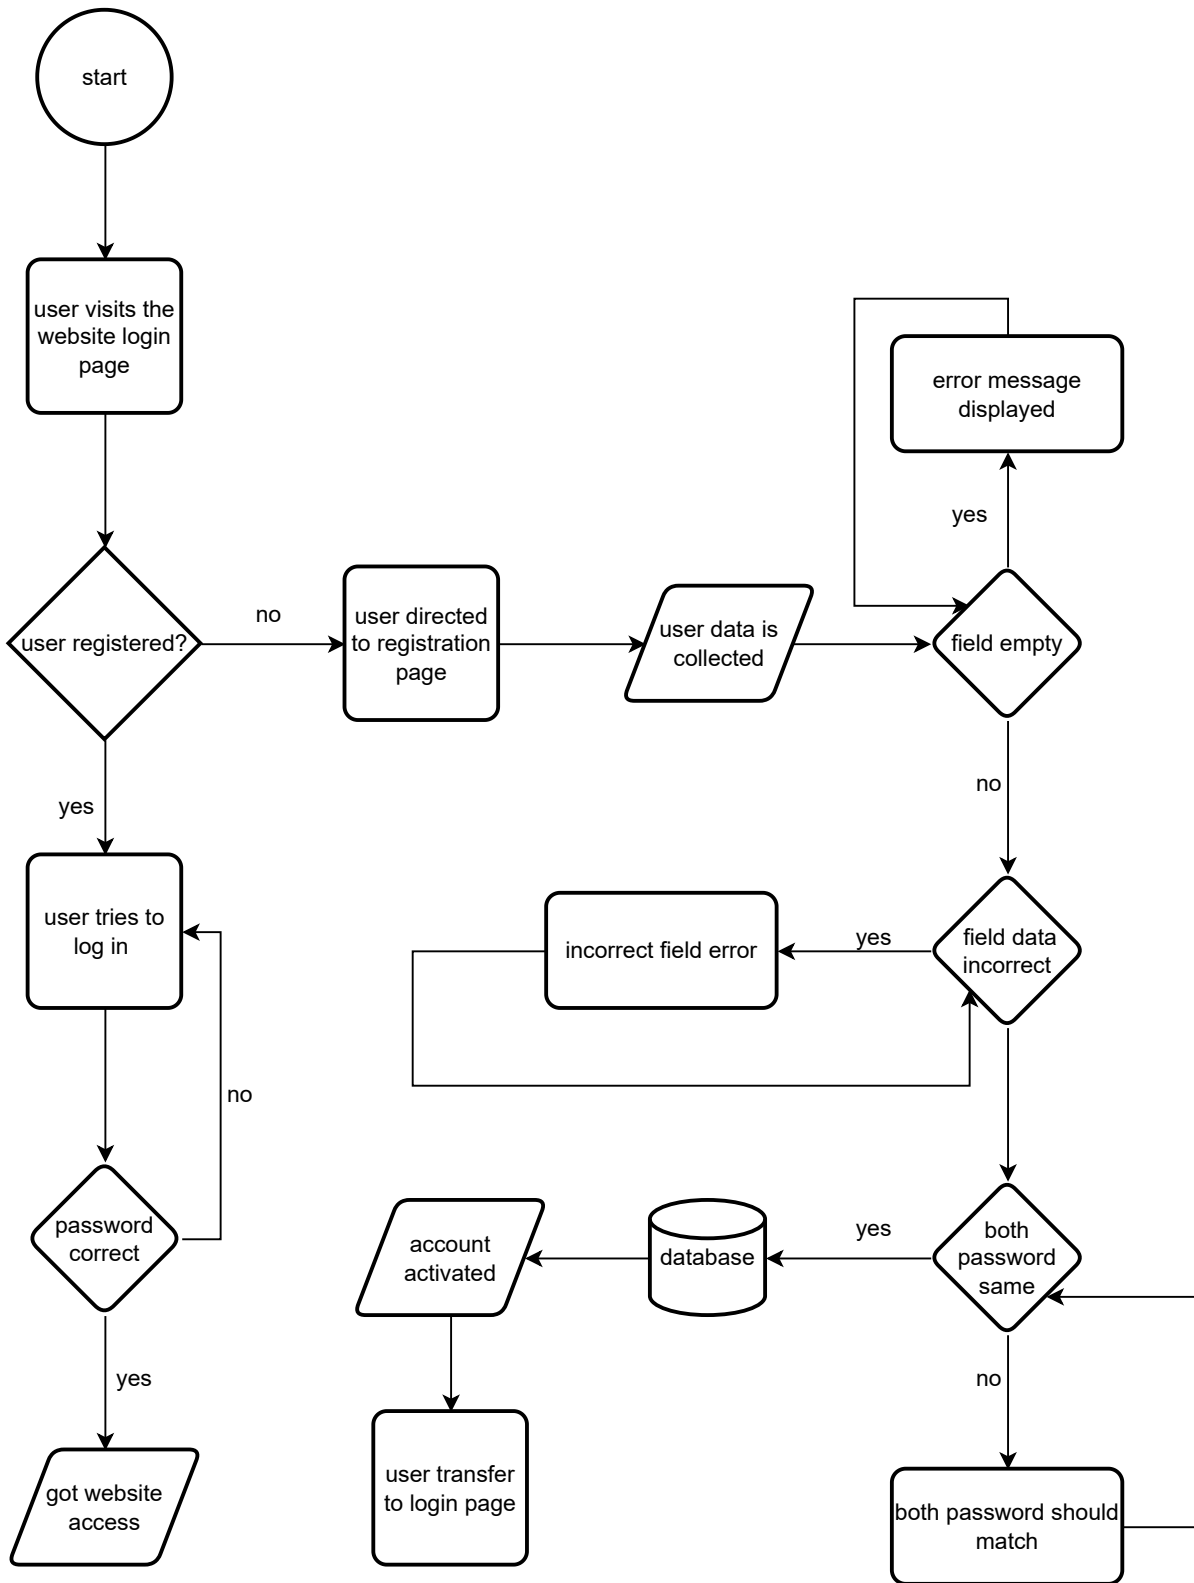 start
user visits the
website login
page
error message
displayed
yes
user registered?
no
user directed
to registration
page
user data is
collected
field empty
yes
no
user tries to
log in
incorrect field error
yes
field data
incorrect
no
password
correct
account
activated
database
yes
both
password
same
yes
no
got website
access
user transfer
to login page
both password should
match